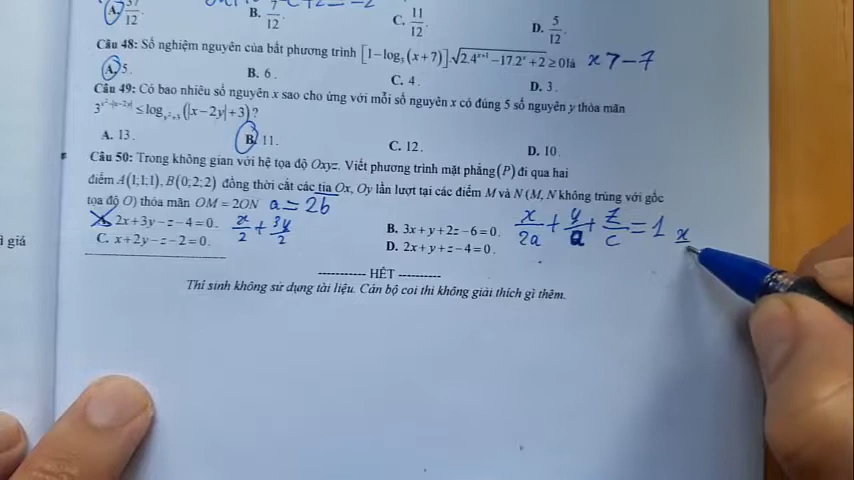 A. 37/12. B. 7/12. C. 11/12. D. 5/12.
Câu 48: Số nghiệm nguyên của bất phương trình [1−log₃(x+7)].√(2.4ˣ⁺¹−17.2ˣ+2) ≥ 0 là x > −7
A. 5. B. 6. C. 4. D. 3.
Câu 49: Có bao nhiêu số nguyên x sao cho ứng với mỗi số nguyên x có đúng 5 số nguyên y thỏa mãn
≤ log (|x−2y|+3)?
A. 13. B. 11. C. 12. D. 10.
Câu 50: Trong không gian với hệ tọa độ Oxyz. Viết phương trình mặt phẳng (P) đi qua hai
điểm A(1;1;1), B(0;2;2) đồng thời cắt các tia Ox, Oy lần lượt tại các điểm M và N (M, N không trùng với gốc
tọa độ O) thỏa mãn OM = 2ON a = 2b
A. 2x+3y−z−4=0. x/2 + 3y/2 B. 3x+y+2z−6=0. x/2a + y/a + z/c = 1 x
C. x+2y−z−2=0. D. 2x+y+z−4=0.
ì giá
---------- HẾT ----------
Thí sinh không sử dụng tài liệu. Cán bộ coi thi không giải thích gì thêm.